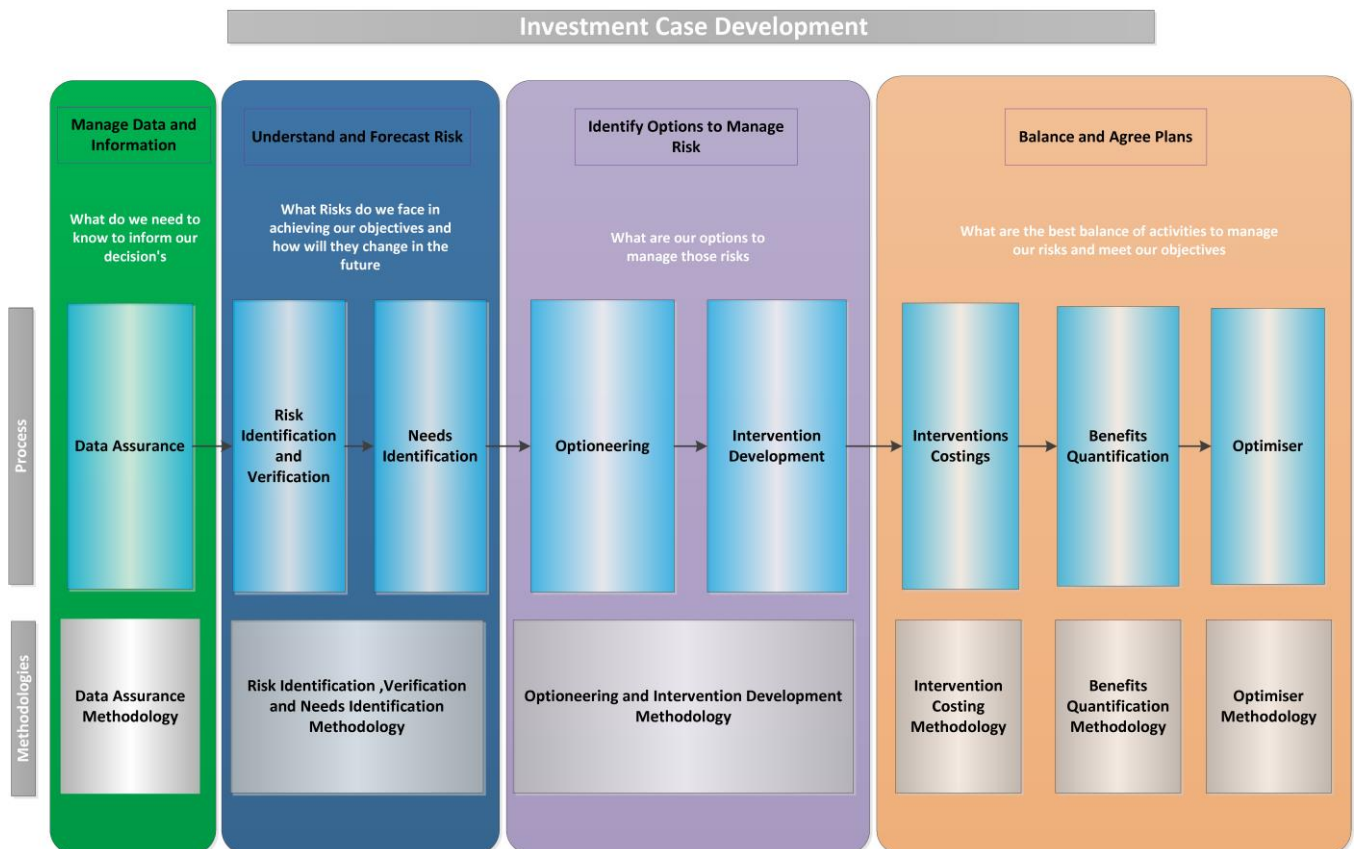 Investment Case Development
Manage Data and
Information
Understand and Forecast Risk
Identify Options to Manage
Risk
Balance and Agree Plans
What do we need to
know to inform our
decision's
What Risks do we face in
achieving our objectives and
how will they change in the
future
What are our options to
manage those risks
What are the best balance of activities to manage
our risks and meet our objectives
Process
Data Assurance
Risk
Identification
and
Verification
Needs
Identification
Optioneering
Intervention
Development
Interventions
Costings
Benefits
Quantification
Optimiser
Methodologies
Data Assurance
Methodology
Risk Identification ,Verification
and Needs Identification
Methodology
Optioneering and Intervention Development
Methodology
Intervention
Costing
Methodology
Benefits
Quantification
Methodology
Optimiser
Methodology